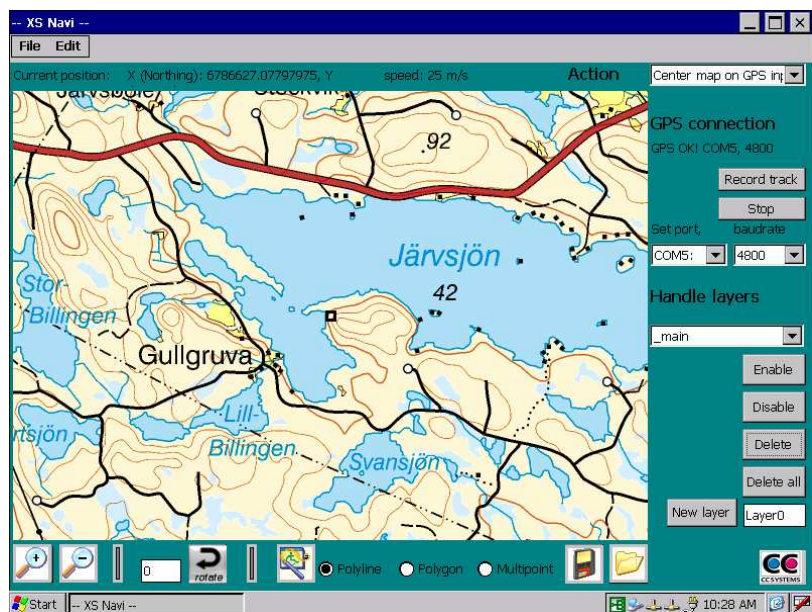 -- XS Navi --
File Edit
Current position: X (Northing): 6786627.07797975, Y speed: 25 m/s Action Center map on GPS inp
Järvsböle
GPS connection
GPS OK! COM5, 4800
92
Record track
Stop
Set port, baudrate
COM5: 4800
Järvsjön
42
Handle layers
Stor-
Billingen
_main
Gullgruva
Enable
Disable
Lill-
Billingen
rtsjön
Delete
Svansjön
Delete all
New layer Layer0
0 rotate Polyline Polygon Multipoint
CC SYSTEMS
Start -- XS Navi -- 10:28 AM